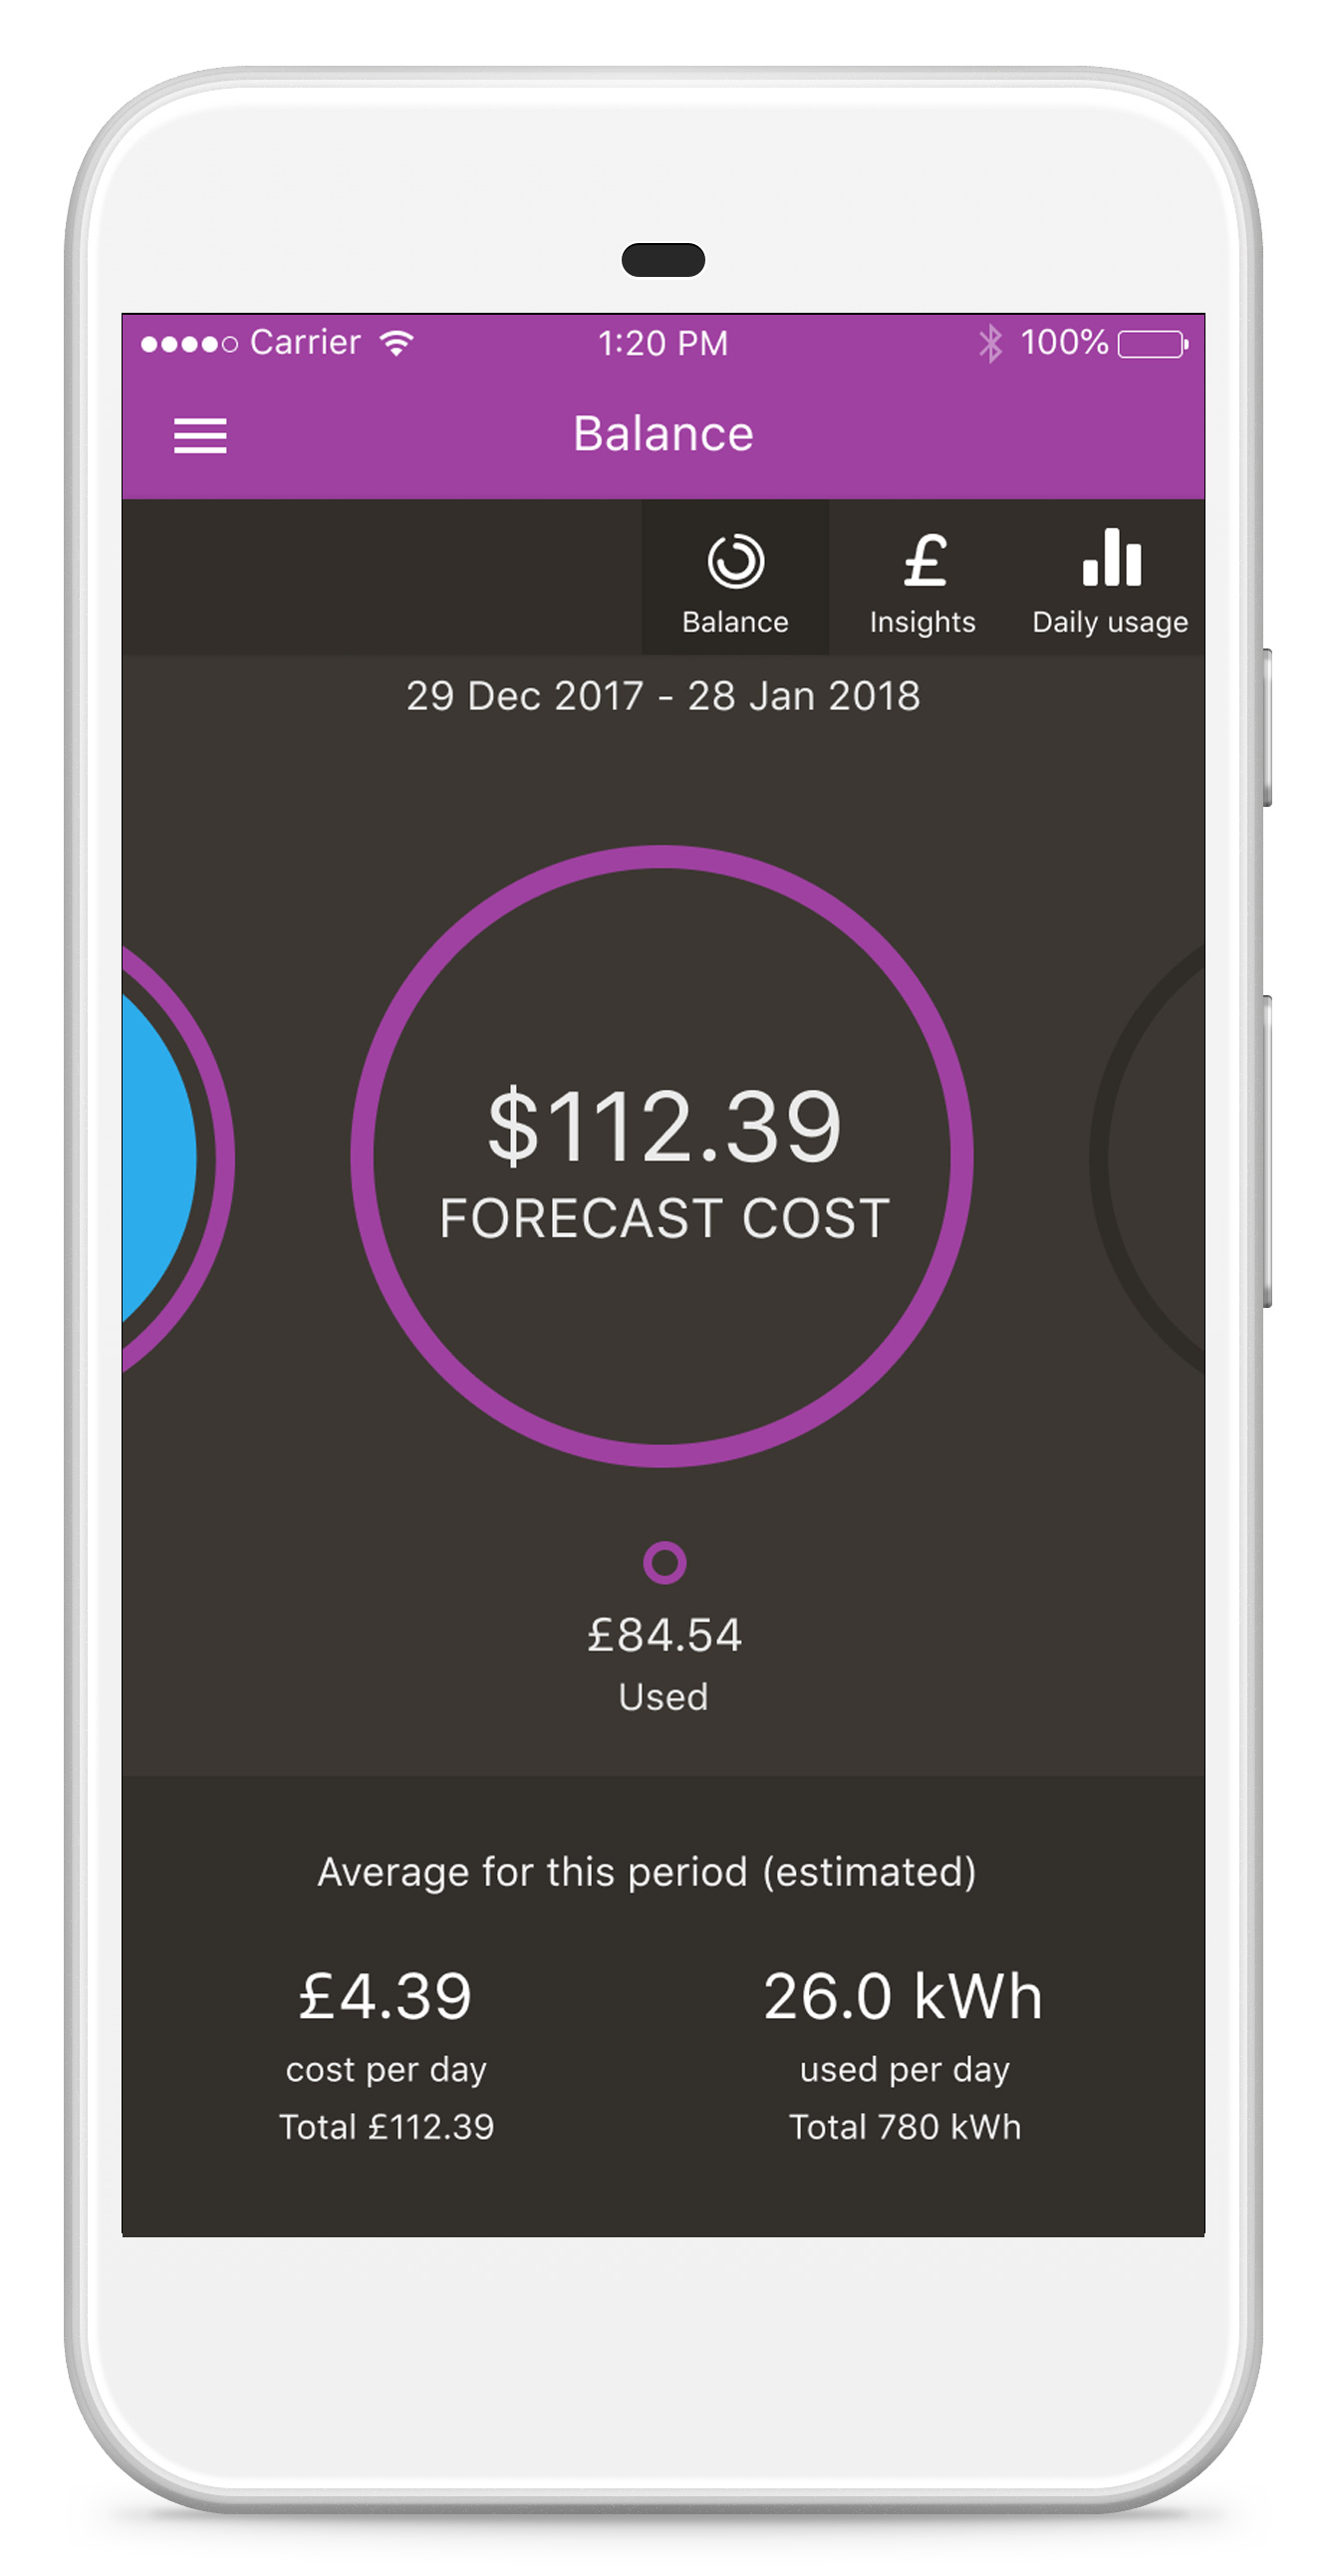 Carrier 1:20 PM 100%
Balance
Balance £ Insights Daily usage
29 Dec 2017 - 28 Jan 2018
$112.39
FORECAST COST
£84.54
Used
Average for this period (estimated)
£4.39 26.0 kWh
cost per day used per day
Total £112.39 Total 780 kWh